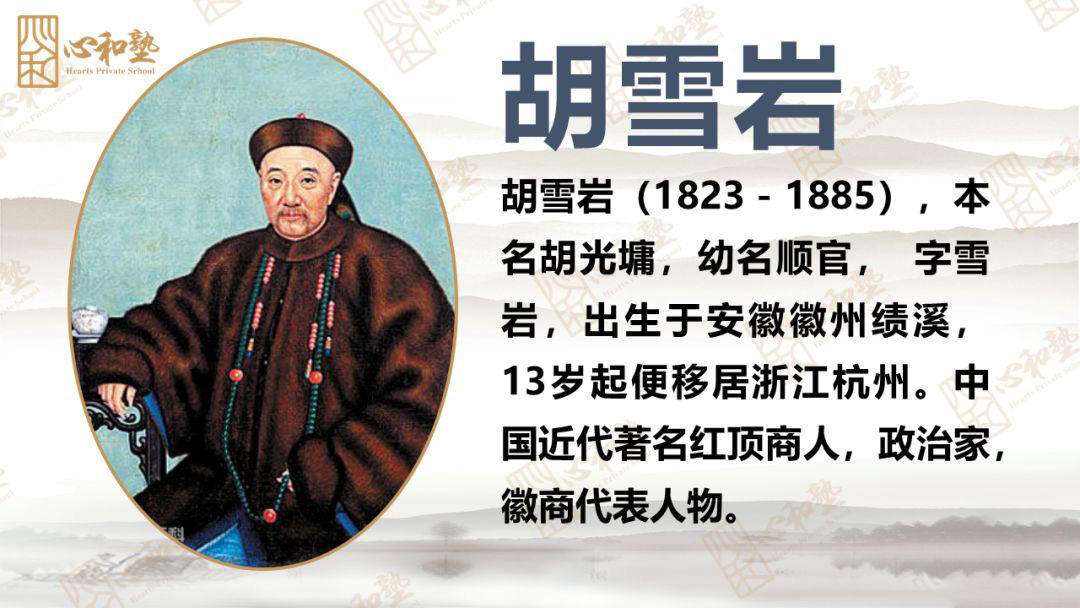 心和塾
Hearts Private School
胡雪岩
胡雪岩（1823 - 1885），本
名胡光墉，幼名顺官， 字雪
岩，出生于安徽徽州绩溪，
13岁起便移居浙江杭州。中
国近代著名红顶商人，政治家，
徽商代表人物。